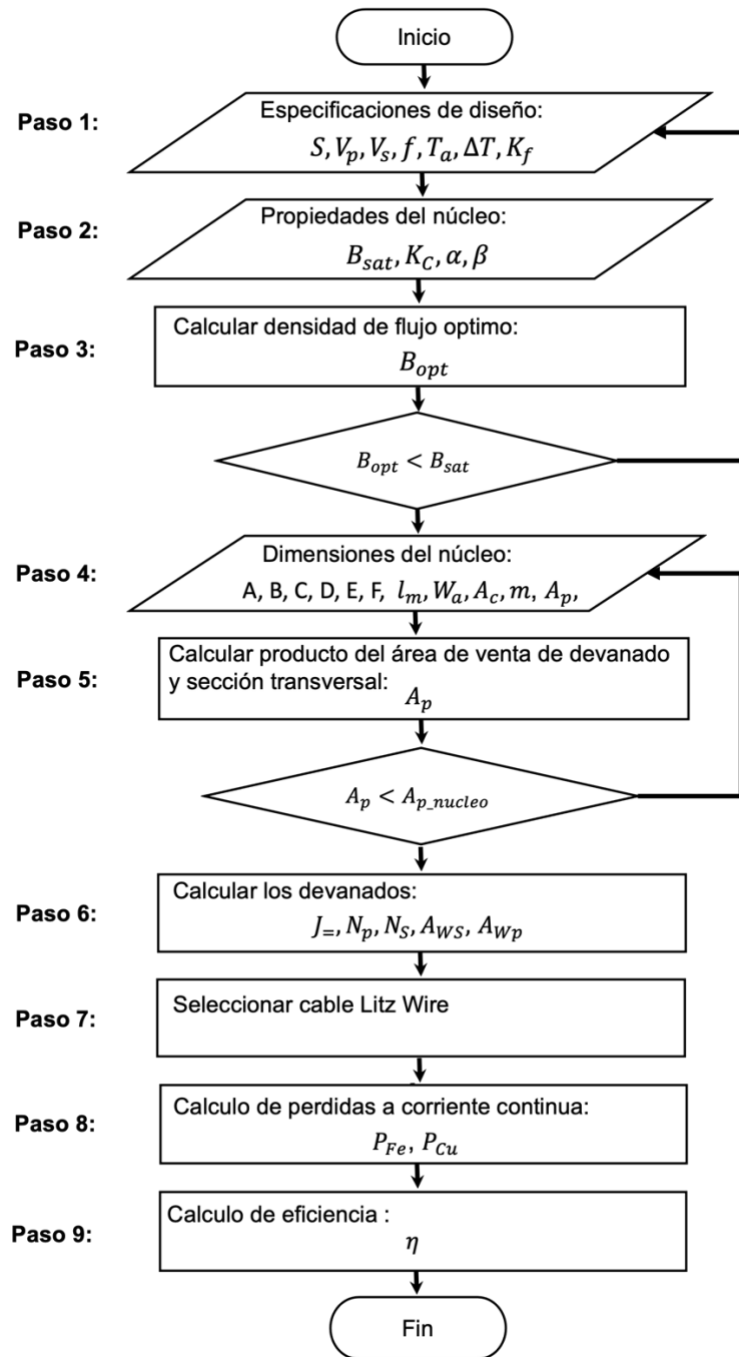 Inicio
Paso 1:
Especificaciones de diseño:
S, V_p, V_s, f, T_a, ΔT, K_f
Paso 2:
Propiedades del núcleo:
B_sat, K_C, α, β
Paso 3:
Calcular densidad de flujo optimo:
B_opt
B_opt < B_sat
Paso 4:
Dimensiones del núcleo:
A, B, C, D, E, F, l_m, W_a, A_c, m, A_p,
Paso 5:
Calcular producto del área de venta de devanado
y sección transversal:
A_p
A_p < A_p_nucleo
Paso 6:
Calcular los devanados:
J_=, N_p, N_S, A_WS, A_Wp
Paso 7:
Seleccionar cable Litz Wire
Paso 8:
Calculo de perdidas a corriente continua:
P_Fe, P_Cu
Paso 9:
Calculo de eficiencia :
η
Fin